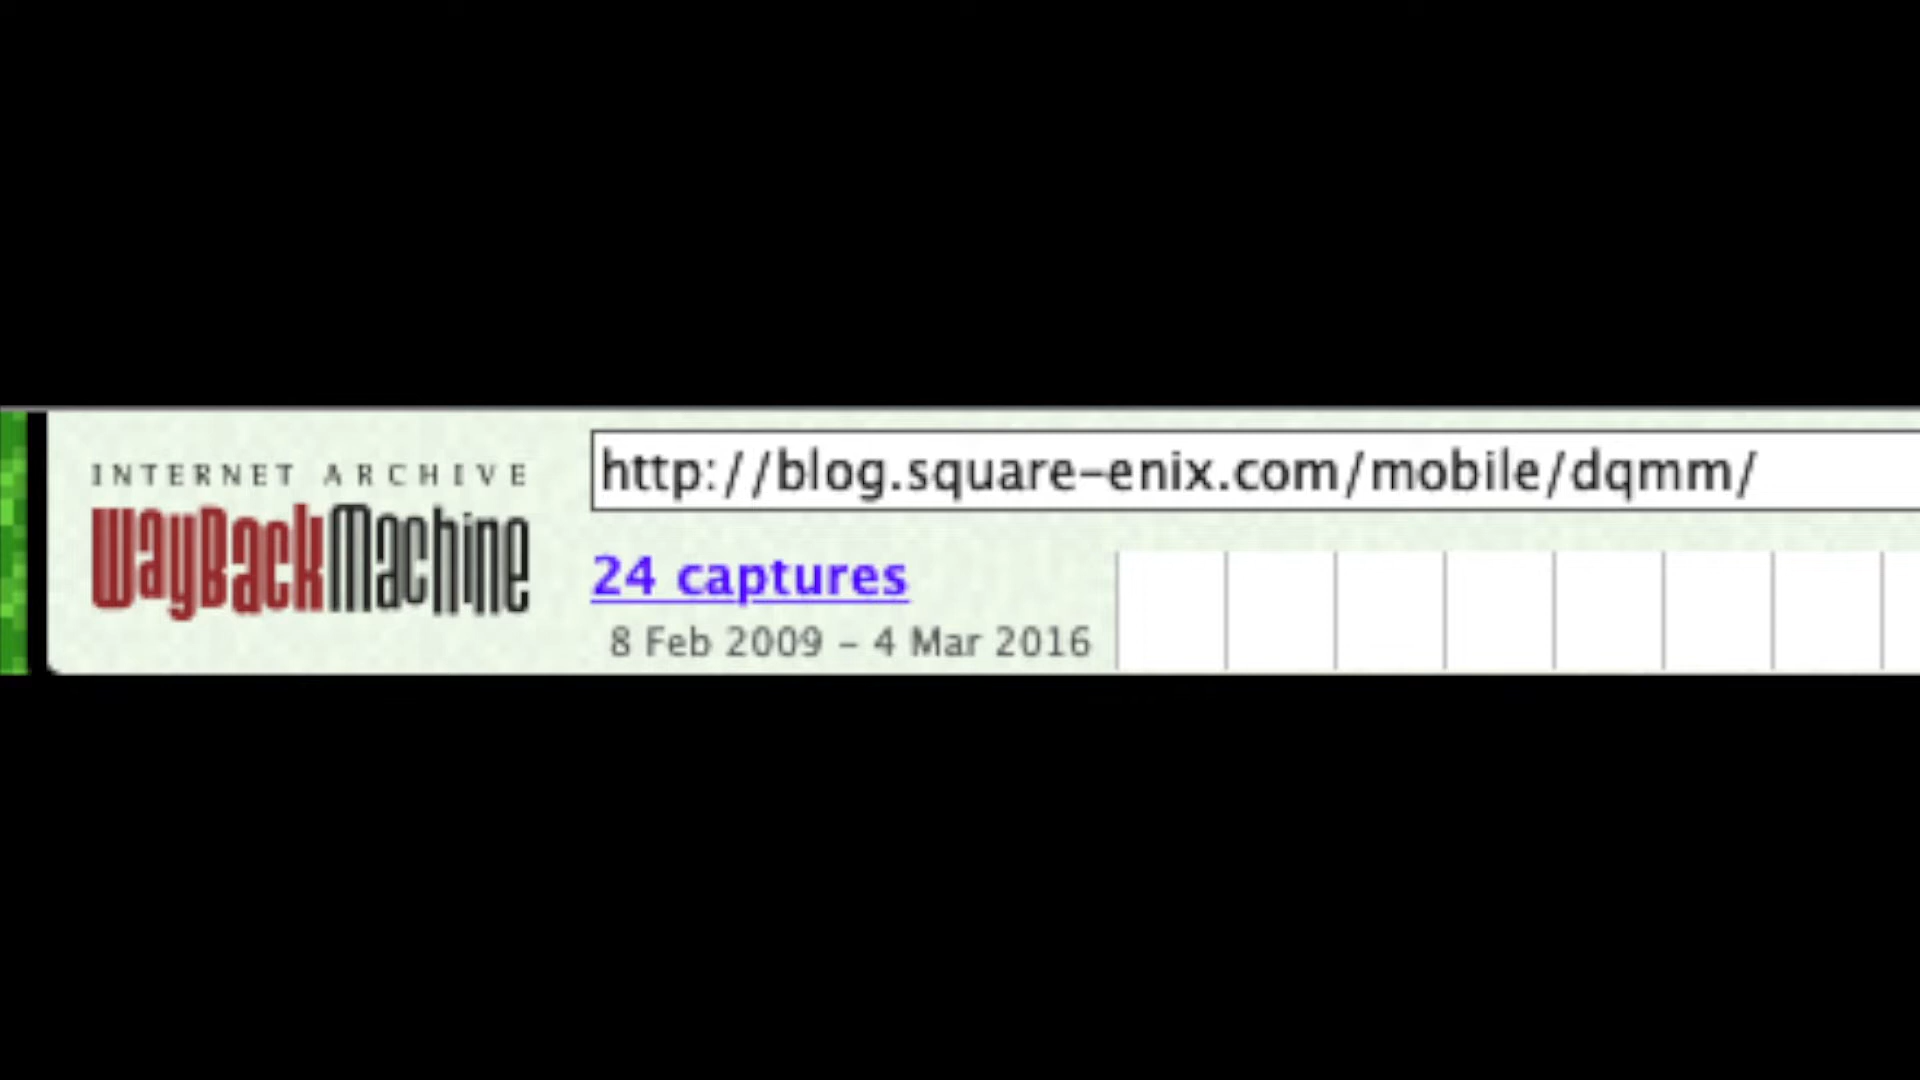 INTERNET ARCHIVE
WayBackMachine
http://blog.square-enix.com/mobile/dqmm/
24 captures
8 Feb 2009 – 4 Mar 2016